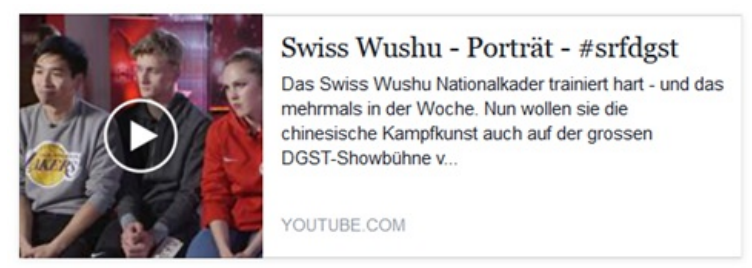 Swiss Wushu - Porträt - #srfdgst
Das Swiss Wushu Nationalkader trainiert hart - und das
mehrmals in der Woche. Nun wollen sie die
chinesische Kampfkunst auch auf der grossen
DGST-Showbühne v...
YOUTUBE.COM
LAKERS